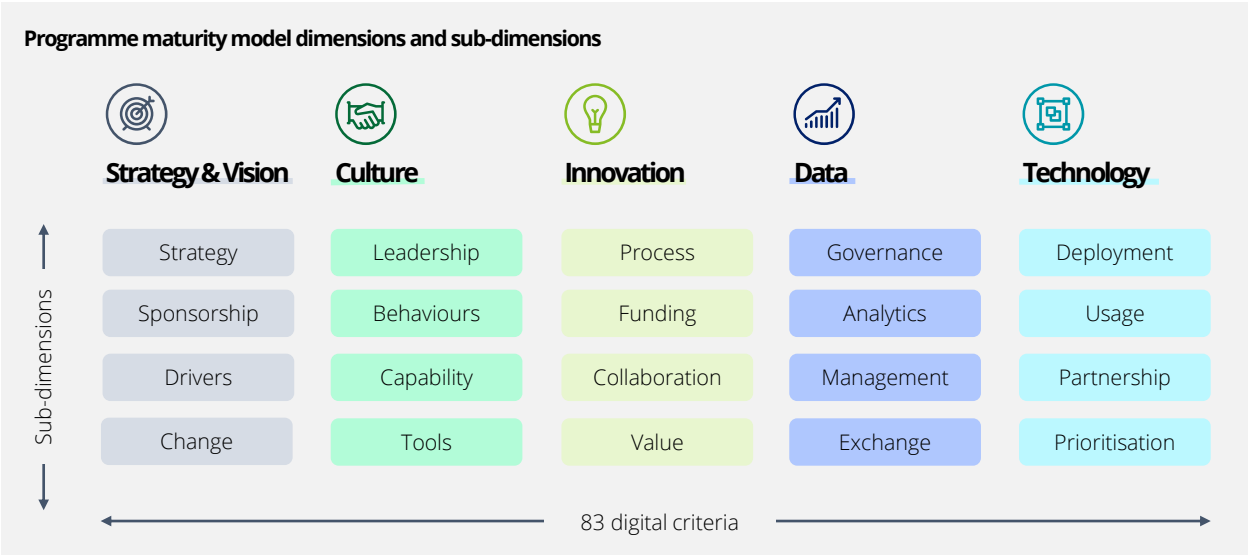 Programme maturity model dimensions and sub-dimensions
Strategy & Vision
Culture
Innovation
Data
Technology
Sub-dimensions
Strategy
Leadership
Process
Governance
Deployment
Sponsorship
Behaviours
Funding
Analytics
Usage
Drivers
Capability
Collaboration
Management
Partnership
Change
Tools
Value
Exchange
Prioritisation
83 digital criteria